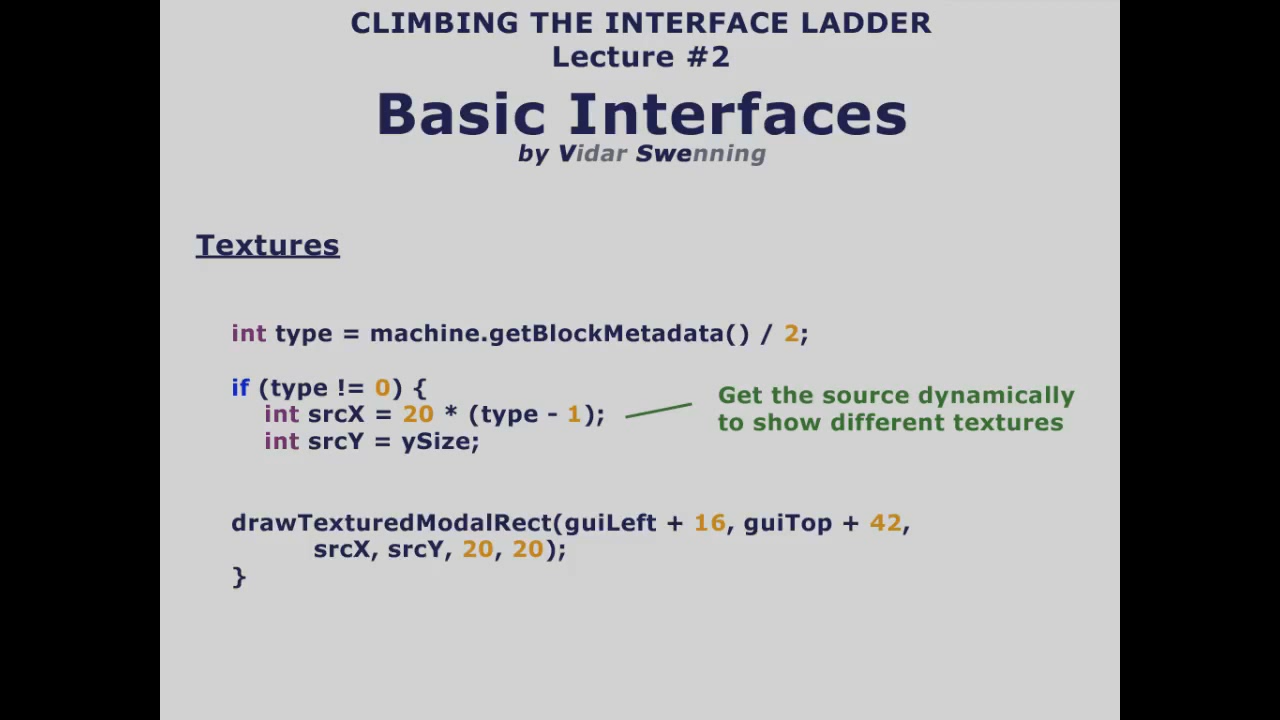 CLIMBING THE INTERFACE LADDER
Lecture #2
Basic Interfaces
by Vidar Swenning
Textures
int type = machine.getBlockMetadata() / 2;
if (type != 0) {
int srcX = 20 * (type - 1);
int srcY = ySize;
Get the source dynamically
to show different textures
drawTexturedModalRect(guiLeft + 16, guiTop + 42,
srcX, srcY, 20, 20);
}